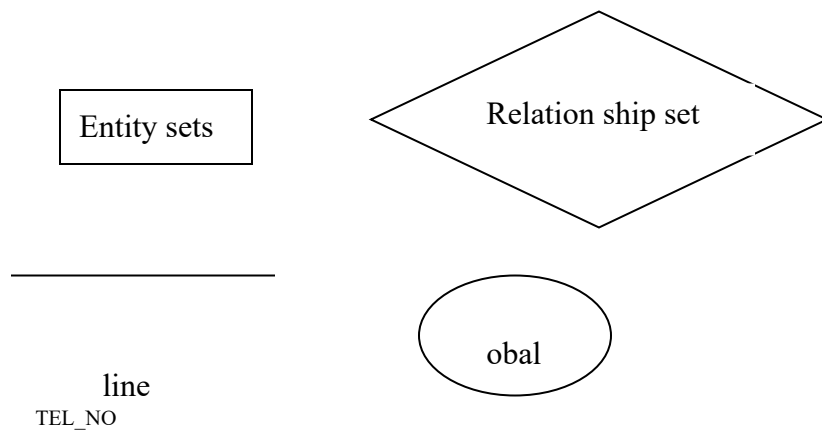 Entity sets
Relation ship set
obal
line
TEL_NO